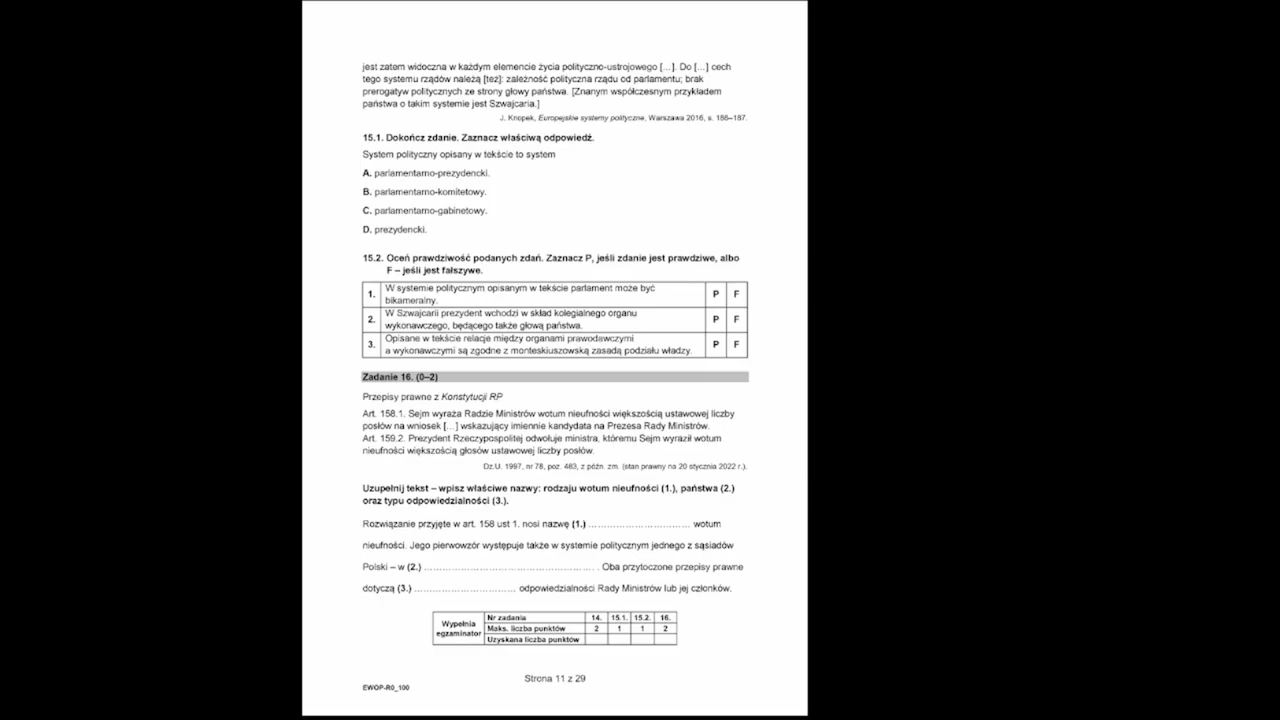 jest zatem widoczna w każdym elemencie życia polityczno-ustrojowego […]. Do […] cech
tego systemu rządów należą [też]: zależność polityczna rządu od parlamentu; brak
prerogatyw politycznych ze strony głowy państwa. [Znanym współczesnym przykładem
państwa o takim systemie jest Szwajcaria.]
J. Knopek, Europejskie systemy polityczne, Warszawa 2016, s. 186–187.
15.1. Dokończ zdanie. Zaznacz właściwą odpowiedź.
System polityczny opisany w tekście to system
A. parlamentarno-prezydencki.
B. parlamentarno-komitetowy.
C. parlamentarno-gabinetowy.
D. prezydencki.
15.2. Oceń prawdziwość podanych zdań. Zaznacz P, jeśli zdanie jest prawdziwe, albo
F – jeśli jest fałszywe.
1. W systemie politycznym opisanym w tekście parlament może być
bikameralny. P F
2. W Szwajcarii prezydent wchodzi w skład kolegialnego organu
wykonawczego, będącego także głową państwa. P F
3. Opisane w tekście relacje między organami prawodawczymi
a wykonawczymi są zgodne z monteskiuszowską zasadą podziału władzy. P F
Zadanie 16. (0–2)
Przepisy prawne z Konstytucji RP
Art. 158.1. Sejm wyraża Radzie Ministrów wotum nieufności większością ustawowej liczby
posłów na wniosek […] wskazujący imiennie kandydata na Prezesa Rady Ministrów.
Art. 159.2. Prezydent Rzeczypospolitej odwołuje ministra, któremu Sejm wyraził wotum
nieufności większością głosów ustawowej liczby posłów.
Dz.U. 1997, nr 78, poz. 483, z późn. zm. (stan prawny na 20 stycznia 2022 r.).
Uzupełnij tekst – wpisz właściwe nazwy: rodzaju wotum nieufności (1.), państwa (2.)
oraz typu odpowiedzialności (3.).
Rozwiązanie przyjęte w art. 158 ust 1. nosi nazwę (1.) …………………………… wotum
nieufności. Jego pierwowzór występuje także w systemie politycznym jednego z sąsiadów
Polski – w (2.) ……………………………………………… . Oba przytoczone przepisy prawne
dotyczą (3.) …………………………… odpowiedzialności Rady Ministrów lub jej członków.
Wypełnia
egzaminator
Nr zadania 14. 15.1. 15.2. 16.
Maks. liczba punktów 2 1 1 2
Uzyskana liczba punktów
Strona 11 z 29
EWOP-R0_100